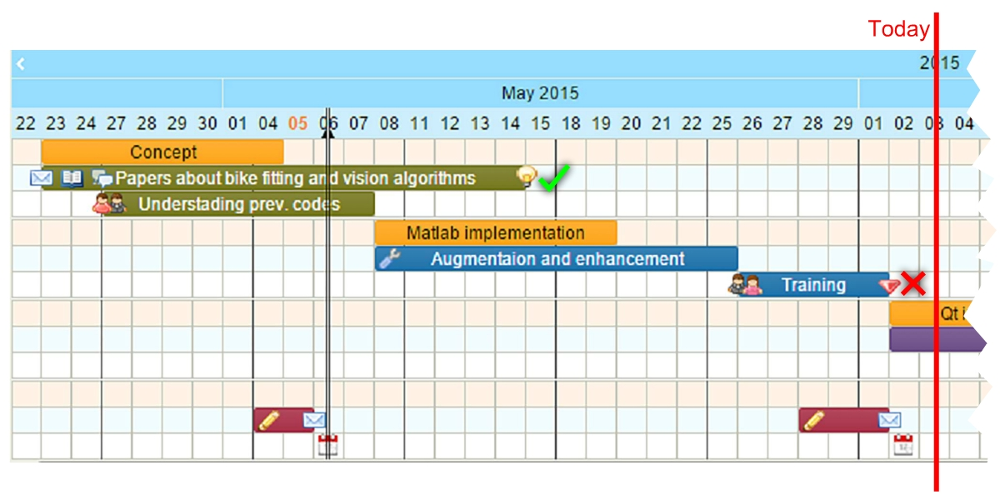 Today
2015
May 2015
22 23 24 27 28 29 30 01 04 05 06 07 08 11 12 13 14 15 18 19 20 21 22 25 26 27 28 29 01 02 03 04
Concept
Papers about bike fitting and vision algorithms
Understading prev. codes
Matlab implementation
Augmentaion and enhancement
Training
Qt i